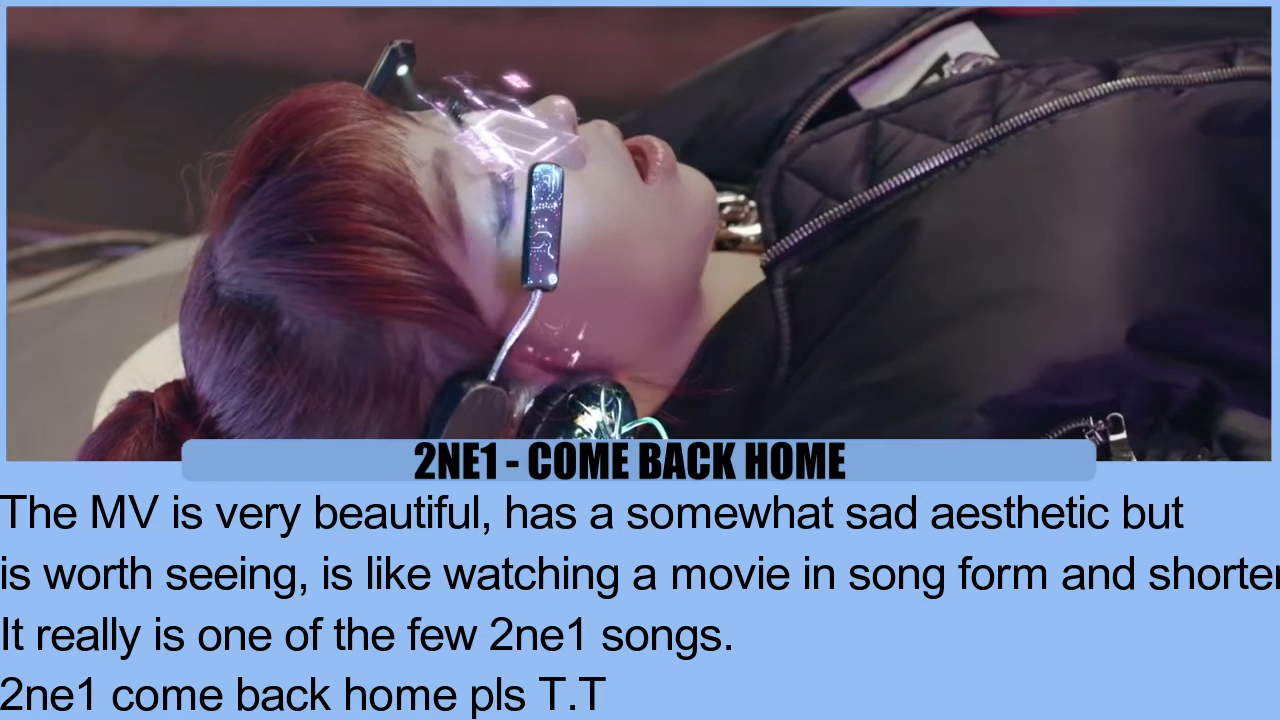 2NE1 - COME BACK HOME
The MV is very beautiful, has a somewhat sad aesthetic but
is worth seeing, is like watching a movie in song form and shorter
It really is one of the few 2ne1 songs.
2ne1 come back home pls T.T